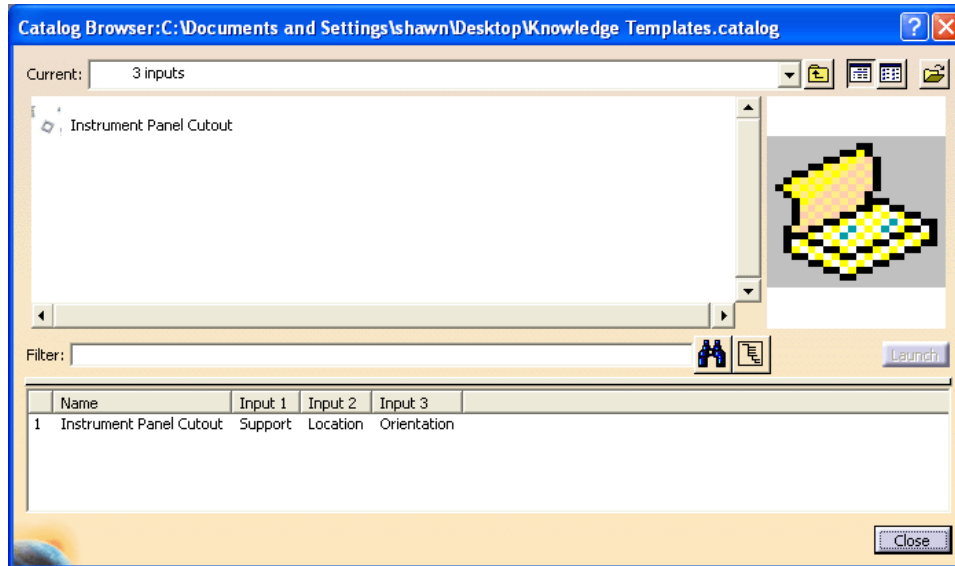 Catalog Browser:C:\Documents and Settings\shawn\Desktop\Knowledge Templates.catalog
Current: 3 inputs
Instrument Panel Cutout
Filter:
Launch
Name Input 1 Input 2 Input 3
1 Instrument Panel Cutout Support Location Orientation
Close